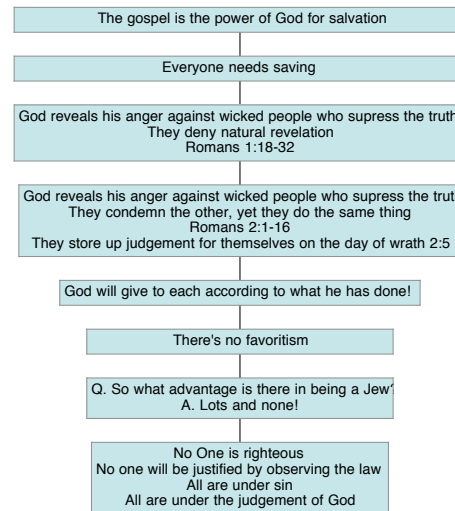 The gospel is the power of God for salvation
Everyone needs saving
God reveals his anger against wicked people who supress the truth
They deny natural revelation
Romans 1:18-32
God reveals his anger against wicked people who supress the trut
They condemn the other, yet they do the same thing
Romans 2:1-16
They store up judgement for themselves on the day of wrath 2:5
God will give to each according to what he has done!
There's no favoritism
Q. So what advantage is there in being a Jew?
A. Lots and none!
No One is righteous
No one will be justified by observing the law
All are under sin
All are under the judgement of God